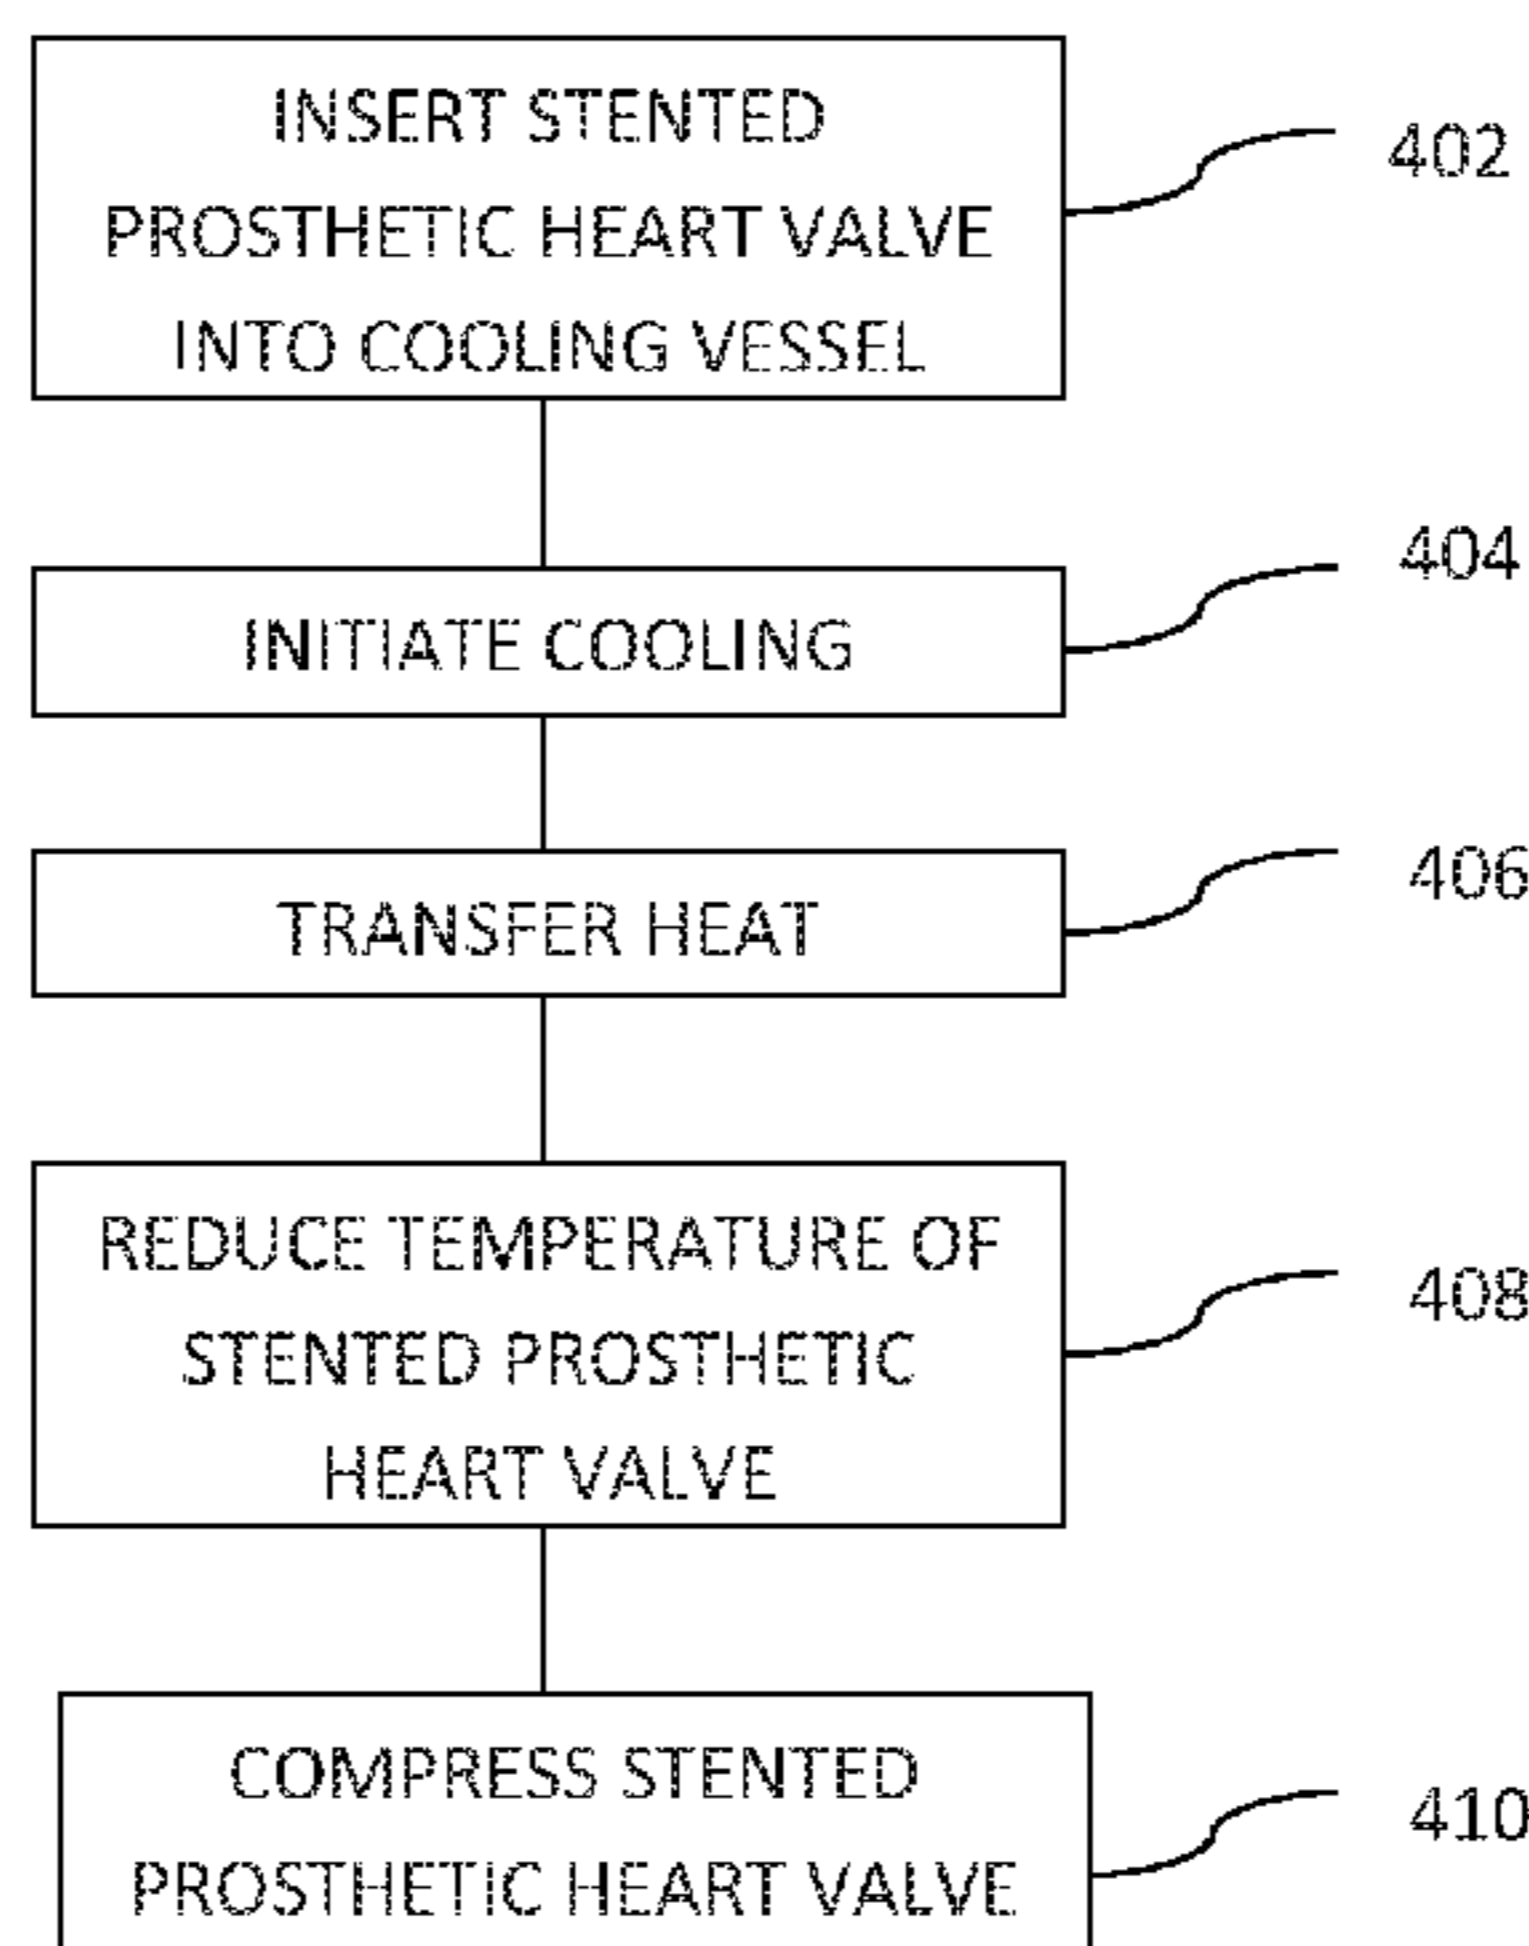 INSERT STENTED
PROSTHETIC HEART VALVE
INTO COOLING VESSEL
402
INITIATE COOLING
404
TRANSFER HEAT
406
REDUCE TEMPERATURE OF
STENTED PROSTHETIC
HEART VALVE
408
COMPRESS STENTED
PROSTHETIC HEART VALVE
410